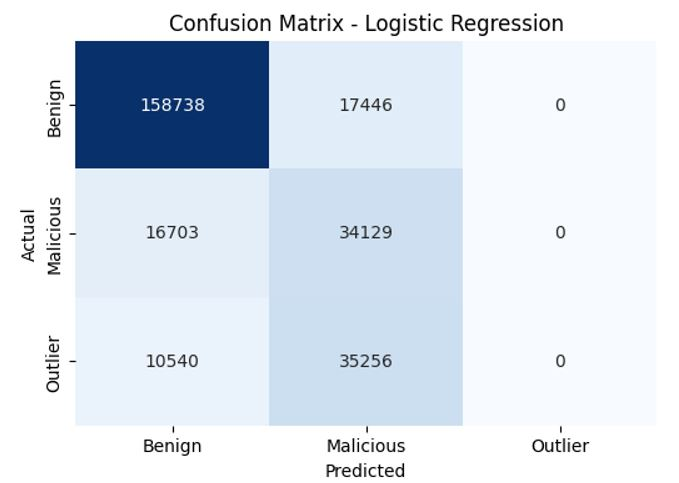 Confusion Matrix - Logistic Regression
Actual
Benign
158738 17446 0
Malicious
16703 34129 0
Outlier
10540 35256 0
Benign Malicious Outlier
Predicted